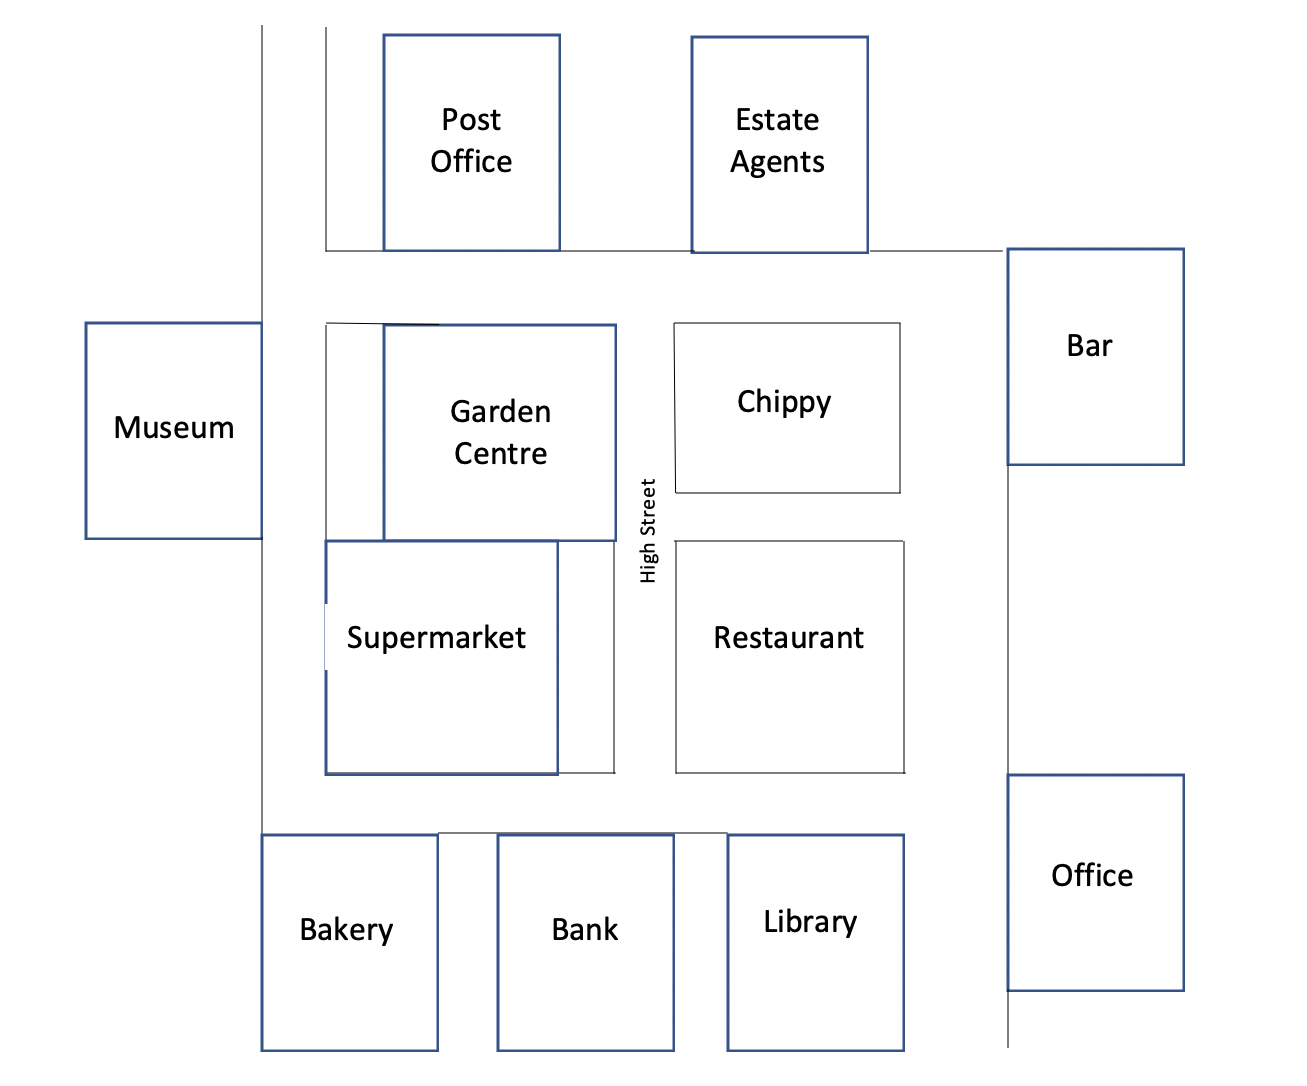 Post
Office
Estate
Agents
Bar
Museum
Garden
Centre
Chippy
High Street
Supermarket
Restaurant
Office
Bakery
Bank
Library